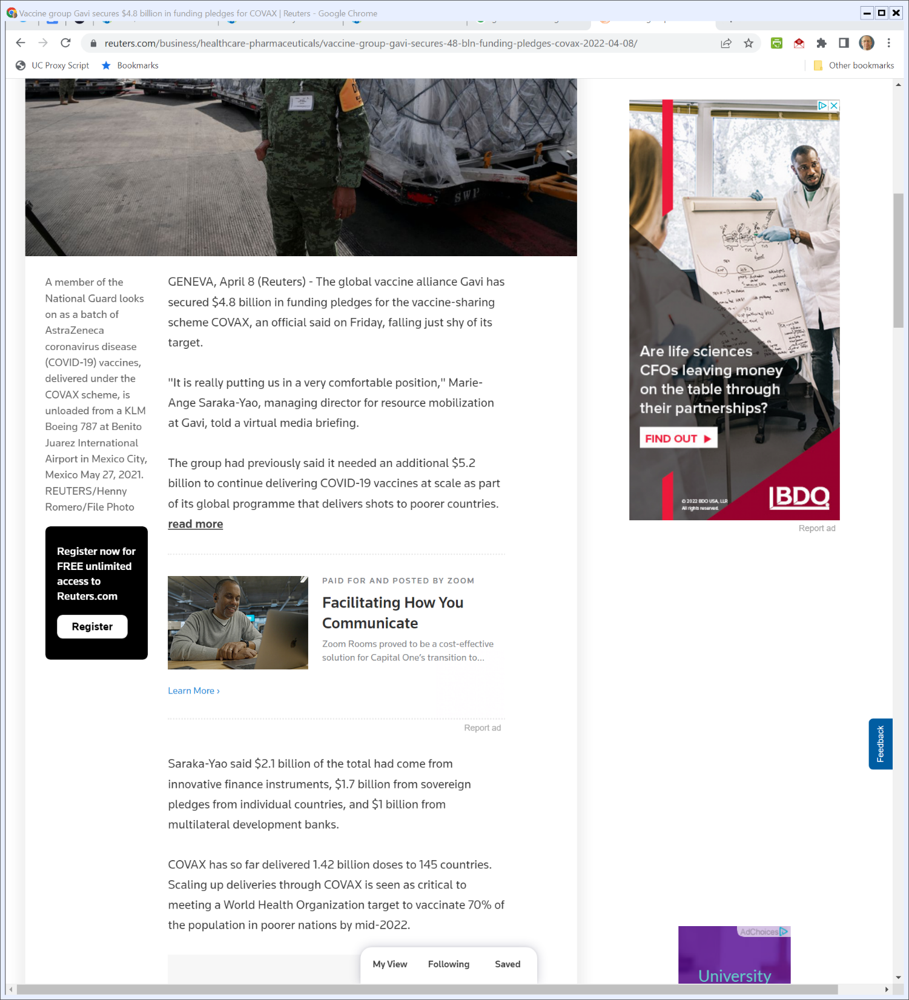 Vaccine group Gavi secures $4.8 billion in funding pledges for COVAX | Reuters - Google Chrome
reuters.com/business/healthcare-pharmaceuticals/vaccine-group-gavi-secures-48-bln-funding-pledges-covax-2022-04-08/
UC Proxy Script
Bookmarks
Other bookmarks
SWP
A member of the
National Guard looks
on as a batch of
AstraZeneca
coronavirus disease
(COVID-19) vaccines,
delivered under the
COVAX scheme, is
unloaded from a KLM
Boeing 787 at Benito
Juarez International
Airport in Mexico City,
Mexico May 27, 2021.
REUTERS/Henny
Romero/File Photo
Register now for
FREE unlimited
access to
Reuters.com
Register
GENEVA, April 8 (Reuters) - The global vaccine alliance Gavi has
secured $4.8 billion in funding pledges for the vaccine-sharing
scheme COVAX, an official said on Friday, falling just shy of its
target.
"It is really putting us in a very comfortable position," Marie-
Ange Saraka-Yao, managing director for resource mobilization
at Gavi, told a virtual media briefing.
The group had previously said it needed an additional $5.2
billion to continue delivering COVID-19 vaccines at scale as part
of its global programme that delivers shots to poorer countries.
read more
PAID FOR AND POSTED BY ZOOM
Facilitating How You
Communicate
Zoom Rooms proved to be a cost-effective
solution for Capital One's transition to...
Learn More ›
Report ad
Saraka-Yao said $2.1 billion of the total had come from
innovative finance instruments, $1.7 billion from sovereign
pledges from individual countries, and $1 billion from
multilateral development banks.
COVAX has so far delivered 1.42 billion doses to 145 countries.
Scaling up deliveries through COVAX is seen as critical to
meeting a World Health Organization target to vaccinate 70% of
the population in poorer nations by mid-2022.
My View
Following
Saved
Are life sciences
CFOs leaving money
on the table through
their partnerships?
FIND OUT
© 2022 BDO USA, LLP.
All rights reserved.
BDO
Report ad
Feedback
AdChoices
University